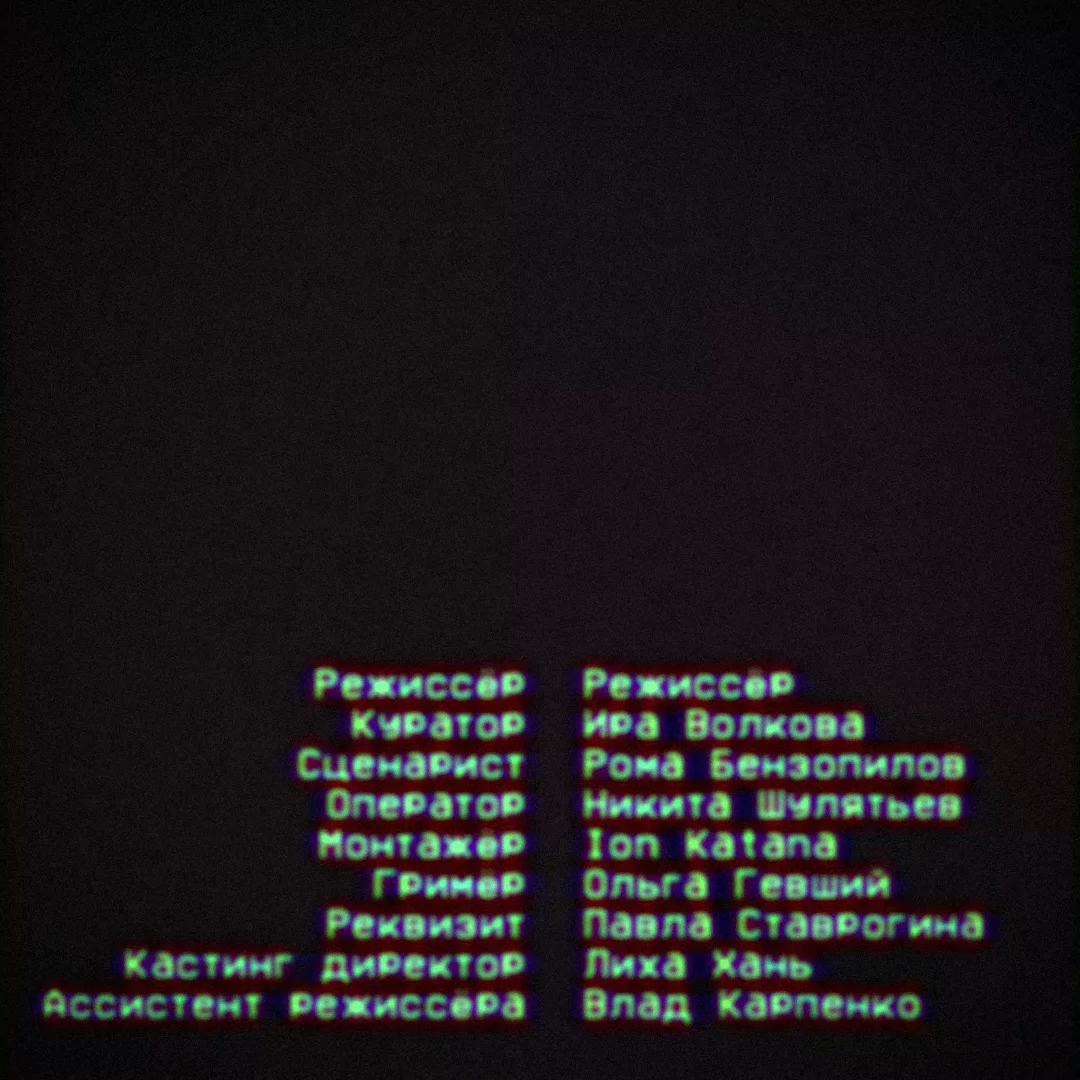 Режиссёр Режиссёр
Куратор Ира Волкова
Сценарист Рома Бензопилов
Оператор Никита Шулятьев
Монтажёр Ion Katana
Гримёр Ольга Гевший
Реквизит Павла Ставрогина
Кастинг директор Лиха Хань
Ассистент режиссёра Влад Карпенко